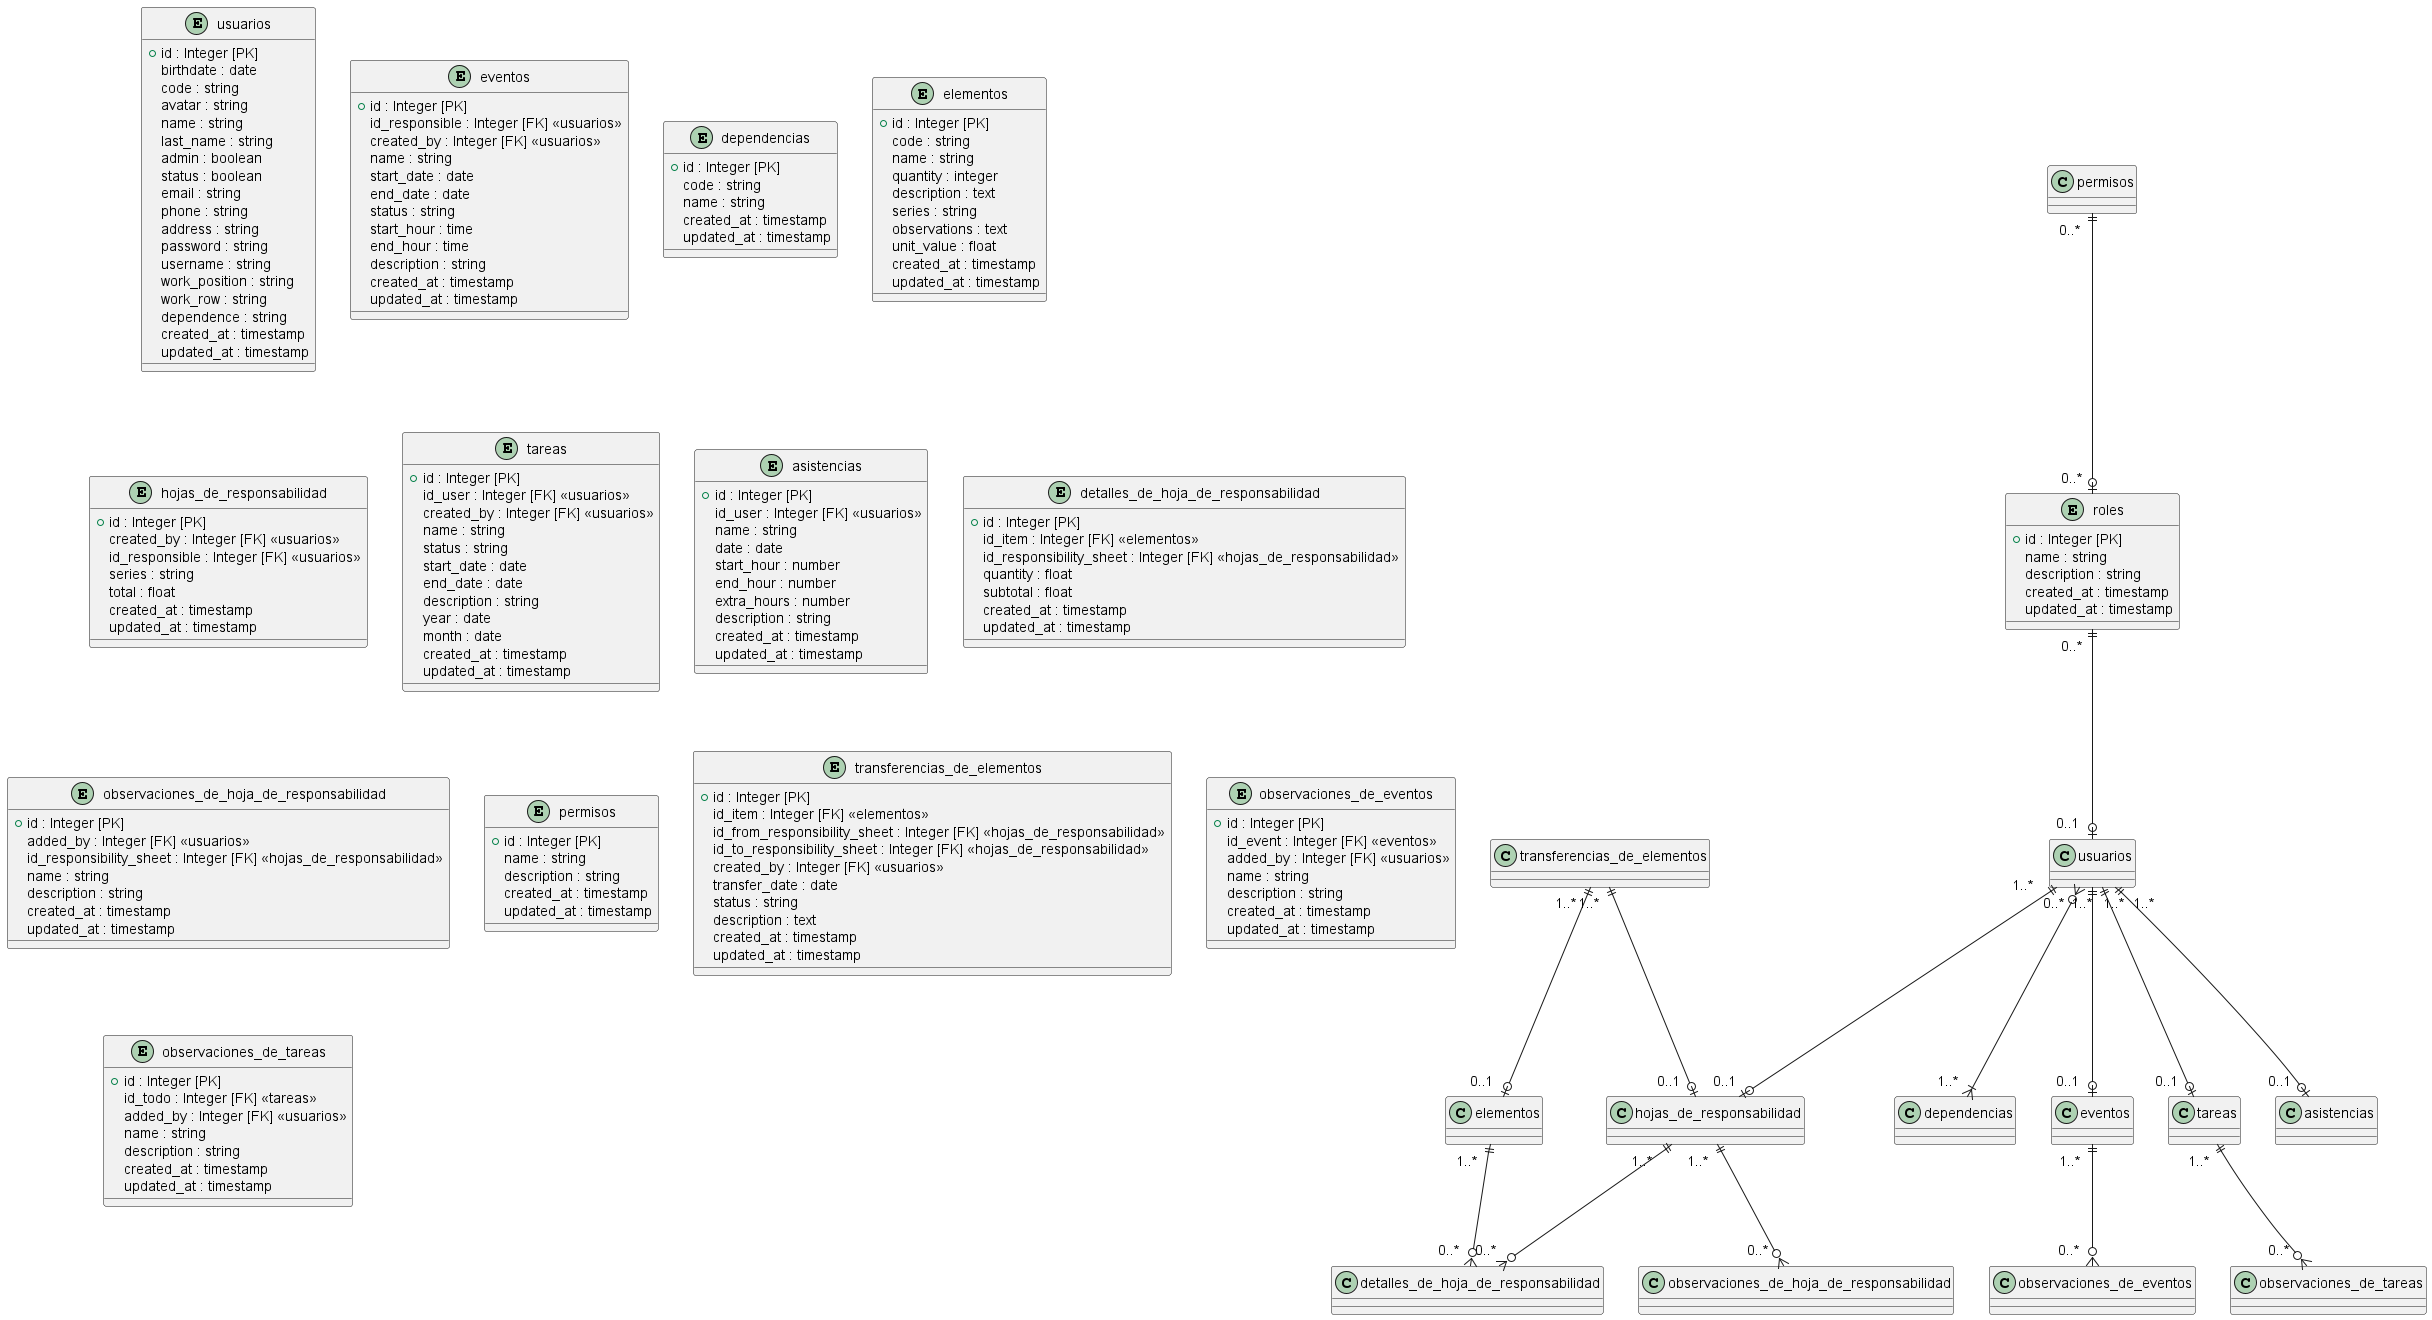 E usuarios
id : Integer [PK]
birthdate : date
code : string
avatar : string
name : string
last_name : string
admin : boolean
status : boolean
email : string
phone : string
address : string
password : string
username : string
work_position : string
work_row : string
dependence : string
created_at : timestamp
updated_at : timestamp
E eventos
id : Integer [PK]
id_responsible : Integer [FK] «usuarios»
created_by : Integer [FK] «usuarios»
name : string
start_date : date
end_date : date
status : string
start_hour : time
end_hour : time
description : string
created_at : timestamp
updated_at : timestamp
E dependencias
id : Integer [PK]
code : string
name : string
created_at : timestamp
updated_at : timestamp
E elementos
id : Integer [PK]
code : string
name : string
quantity : integer
description : text
series : string
observations : text
unit_value : float
created_at : timestamp
updated_at : timestamp
E hojas_de_responsabilidad
id : Integer [PK]
created_by : Integer [FK] «usuarios»
id_responsible : Integer [FK] «usuarios»
series : string
total : float
created_at : timestamp
updated_at : timestamp
E tareas
id : Integer [PK]
id_user : Integer [FK] «usuarios»
created_by : Integer [FK] «usuarios»
name : string
status : string
start_date : date
end_date : date
description : string
year : date
month : date
created_at : timestamp
updated_at : timestamp
E asistencias
id : Integer [PK]
id_user : Integer [FK] «usuarios»
name : string
date : date
start_hour : number
end_hour : number
extra_hours : number
description : string
created_at : timestamp
updated_at : timestamp
E detalles_de_hoja_de_responsabilidad
id : Integer [PK]
id_item : Integer [FK] «elementos»
id_responsibility_sheet : Integer [FK] «hojas_de_responsabilidad»
quantity : float
subtotal : float
created_at : timestamp
updated_at : timestamp
E observaciones_de_hoja_de_responsabilidad
id : Integer [PK]
added_by : Integer [FK] «usuarios»
id_responsibility_sheet : Integer [FK] «hojas_de_responsabilidad»
name : string
description : string
created_at : timestamp
updated_at : timestamp
E permisos
id : Integer [PK]
name : string
description : string
created_at : timestamp
updated_at : timestamp
E transferencias_de_elementos
id : Integer [PK]
id_item : Integer [FK] «elementos»
id_from_responsibility_sheet : Integer [FK] «hojas_de_responsabilidad»
id_to_responsibility_sheet : Integer [FK] «hojas_de_responsabilidad»
created_by : Integer [FK] «usuarios»
transfer_date : date
status : string
description : text
created_at : timestamp
updated_at : timestamp
E observaciones_de_eventos
id : Integer [PK]
id_event : Integer [FK] «eventos»
added_by : Integer [FK] «usuarios»
name : string
description : string
created_at : timestamp
updated_at : timestamp
E observaciones_de_tareas
id : Integer [PK]
id_todo : Integer [FK] «tareas»
added_by : Integer [FK] «usuarios»
name : string
description : string
created_at : timestamp
updated_at : timestamp
C permisos
0..*
0..*
E roles
id : Integer [PK]
name : string
description : string
created_at : timestamp
updated_at : timestamp
0..*
0..1
C transferencias_de_elementos
C usuarios
1..* 1..*
1..* 0..* 1..* 1..* 1..*
0..1 0..1 0..1 1..* 0..1 0..1 0..1
C elementos
C hojas_de_responsabilidad
C dependencias
C eventos
C tareas
C asistencias
1..* 1..* 1..* 1..* 1..*
0..* 0..* 0..* 0..* 0..*
C detalles_de_hoja_de_responsabilidad
C observaciones_de_hoja_de_responsabilidad
C observaciones_de_eventos
C observaciones_de_tareas